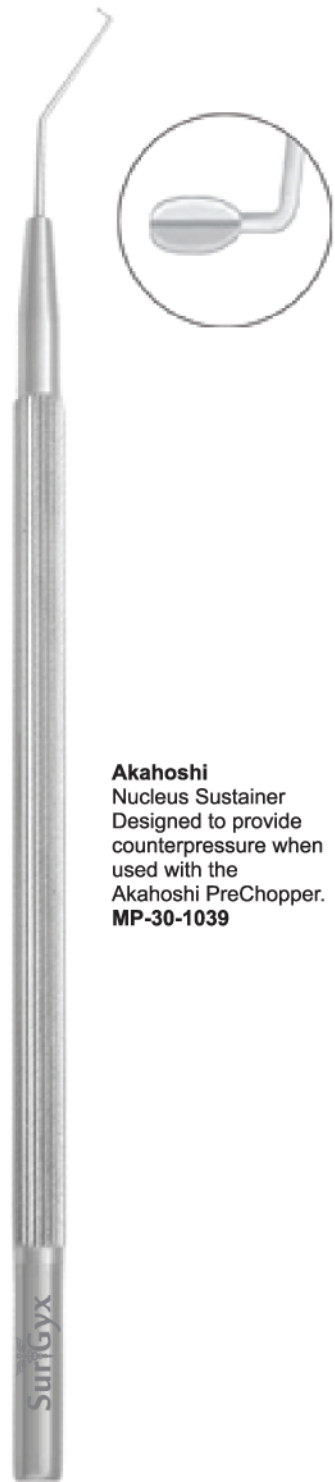 Akahoshi
Nucleus Sustainer
Designed to provide
counterpressure when
used with the
Akahoshi PreChopper.
MP-30-1039
SuriGyx